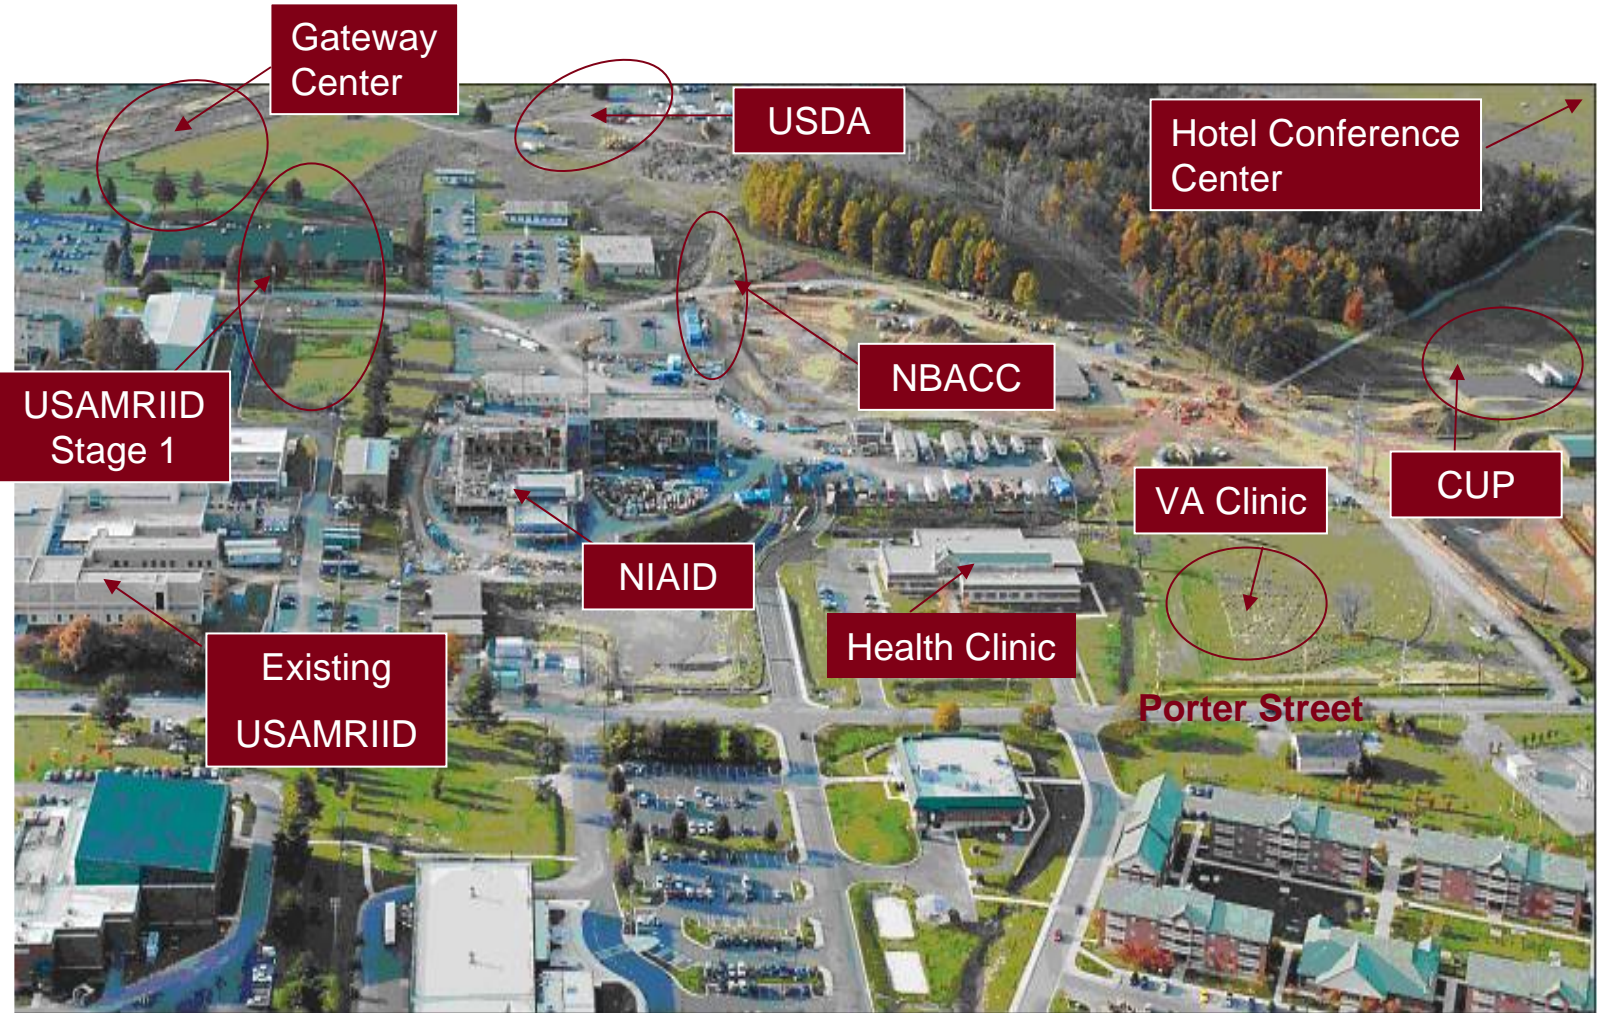 Gateway
Center
USDA
Hotel Conference
Center
NBACC
USAMRIID
Stage 1
CUP
VA Clinic
NIAID
Health Clinic
Existing
USAMRIID
Porter Street